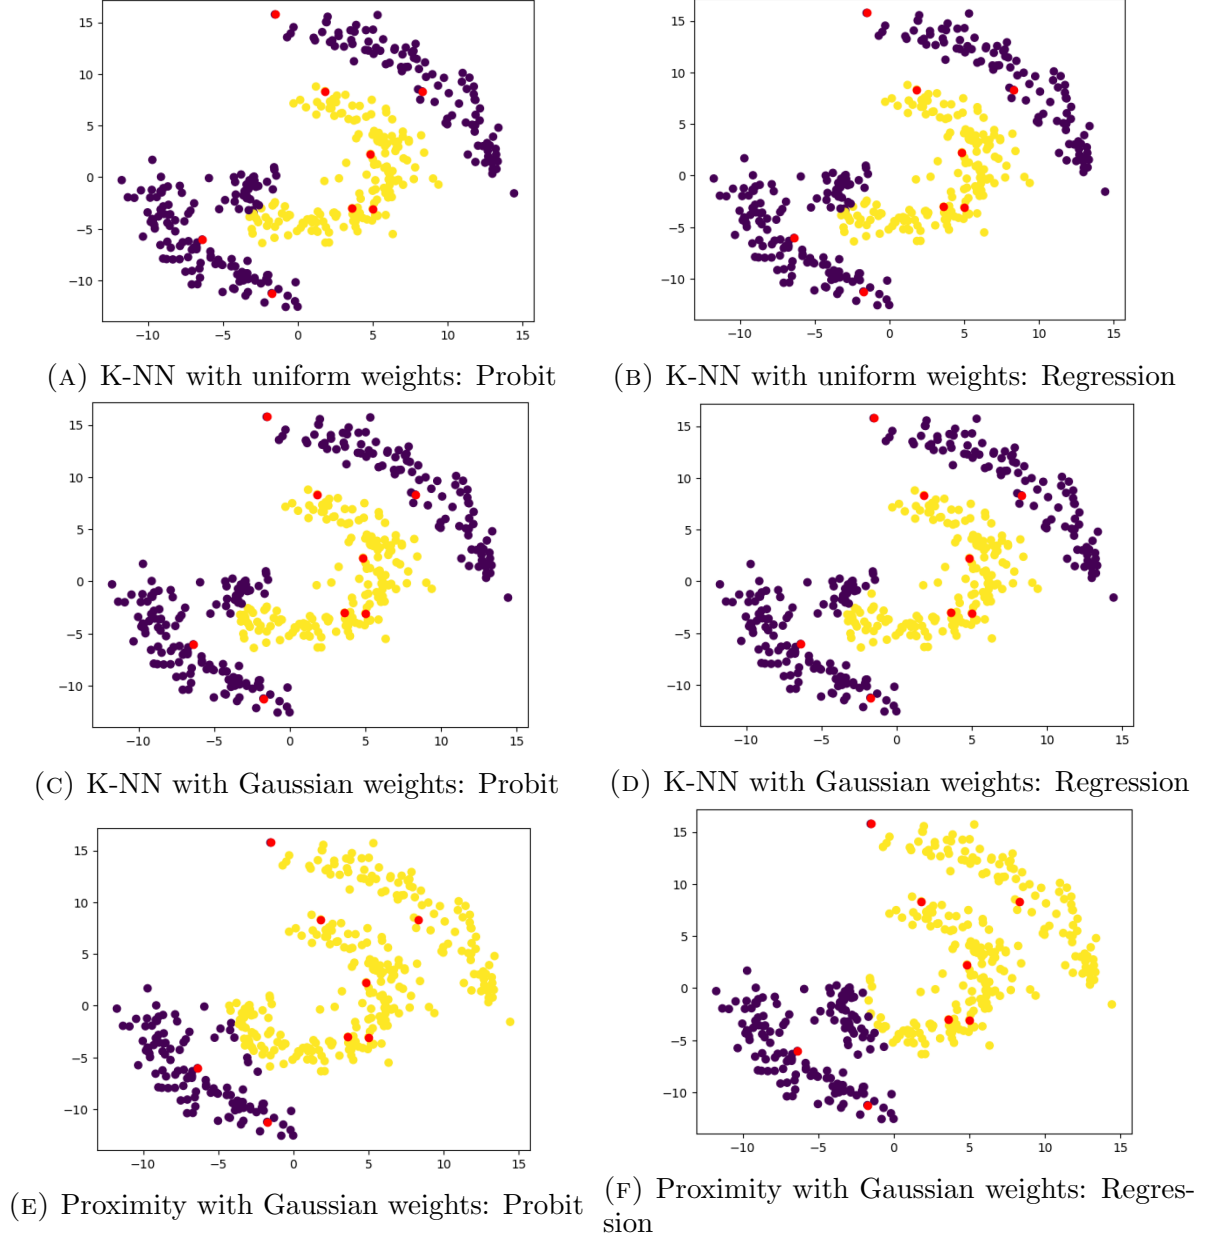 15
10
5
0
−5
−10
−10 −5 0 5 10 15
15
10
5
0
−5
−10
−10 −5 0 5 10 15
(A) K-NN with uniform weights: Probit
(B) K-NN with uniform weights: Regression
15
10
5
0
−5
−10
−10 −5 0 5 10 15
15
10
5
0
−5
−10
−10 −5 0 5 10 15
(C) K-NN with Gaussian weights: Probit
(D) K-NN with Gaussian weights: Regression
15
10
5
0
−5
−10
−10 −5 0 5 10 15
15
10
5
0
−5
−10
−10 −5 0 5 10 15
(E) Proximity with Gaussian weights: Probit
(F) Proximity with Gaussian weights: Regres-
sion